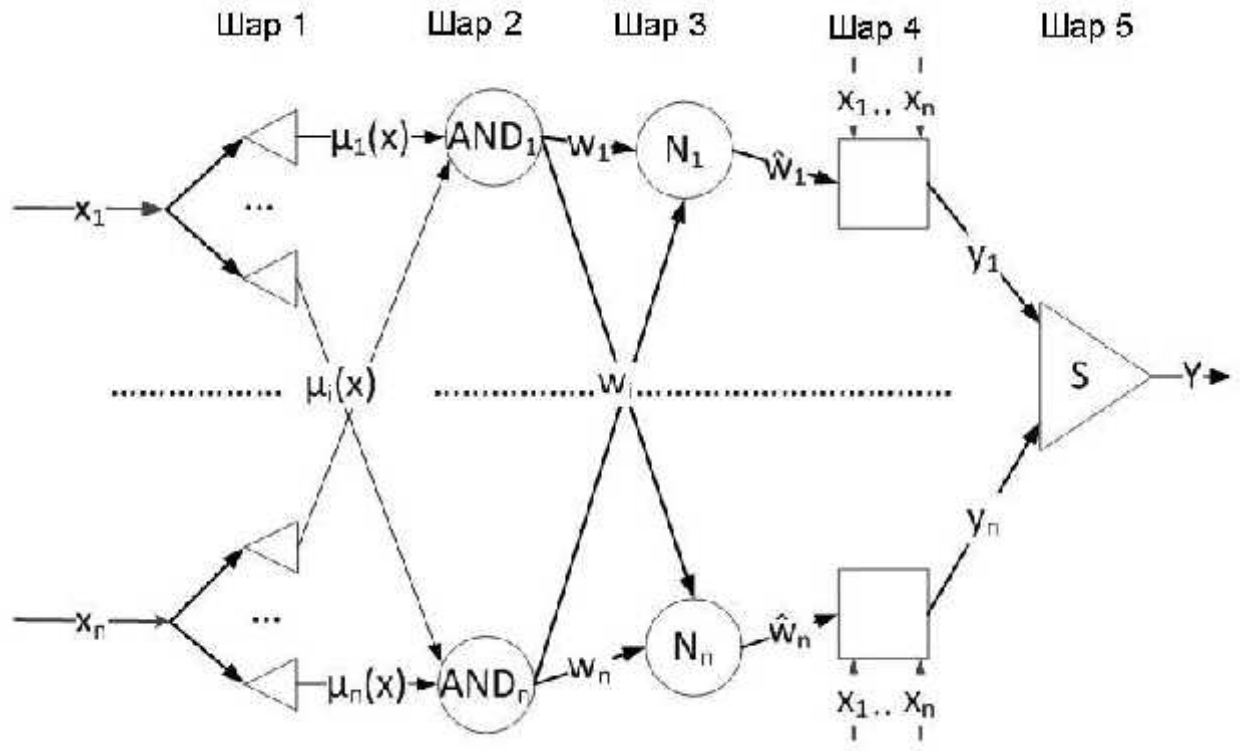 Шар 1 Шар 2 Шар 3 Шар 4 Шар 5
x₁.. xₙ
μ₁(x) AND₁ w₁ N₁ ŵ₁
...
x₁
y₁
μᵢ(x) wᵢ S Y
yₙ
xₙ ... Nₙ ŵₙ
μₙ(x) ANDₙ wₙ
x₁.. xₙ